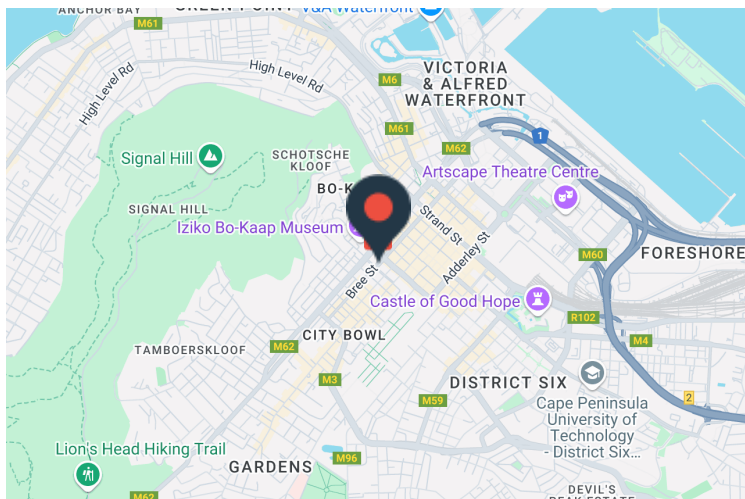 ANCHOR BAY
GREEN POINT
V&A Waterfront
M61
High Level Rd
High Level Rd
M6
VICTORIA
& ALFRED
WATERFRONT
M61
1
M62
Signal Hill
SCHOTSCHE
KLOOF
Artscape Theatre Centre
BO-K
SIGNAL HILL
Iziko Bo-Kaap Museum
Strand St
Adderley St
M60
FORESHORE
Bree St
Castle of Good Hope
R102
CITY BOWL
M62
TAMBOERSKLOOF
M4
M3
DISTRICT SIX
M59
2
Cape Peninsula
University of
Technology
- District Six...
Lion's Head Hiking Trail
M96
GARDENS
M62
DEVIL'S
PEAK ESTATE